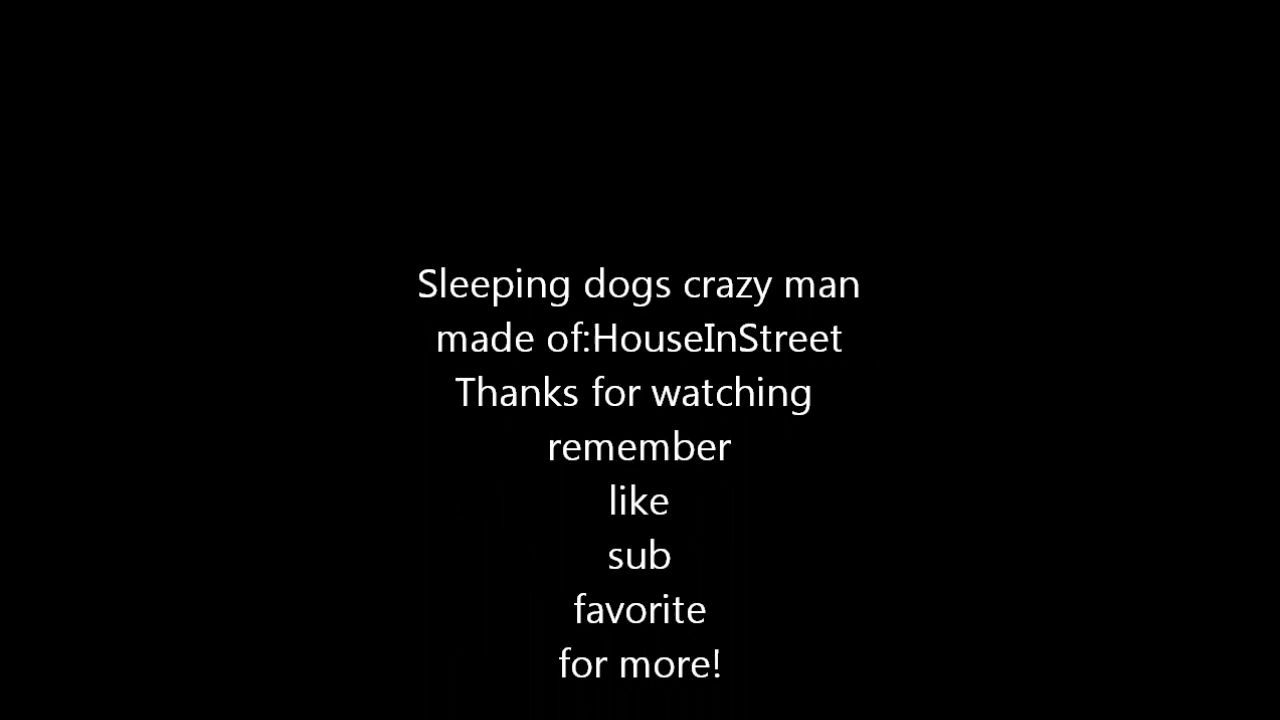 Sleeping dogs crazy man
made of:HouseInStreet
Thanks for watching
remember
like
sub
favorite
for more!